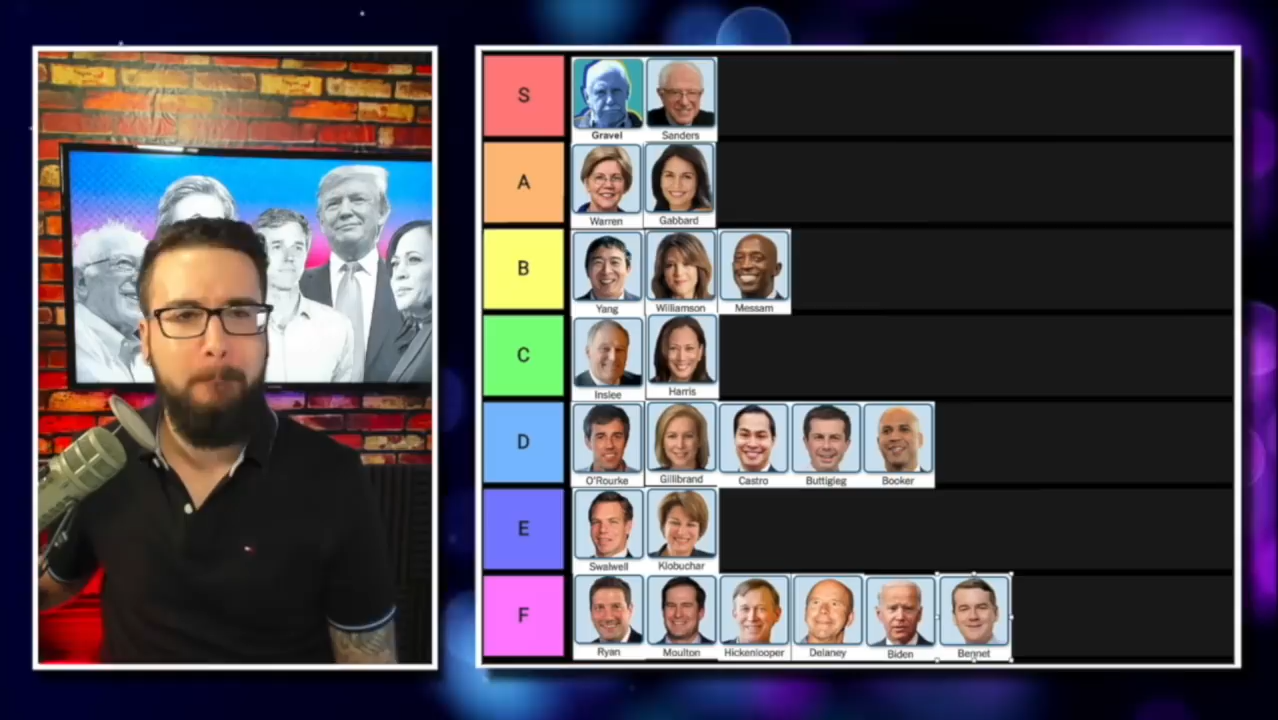 S
Gravel Sanders
A
Warren Gabbard
B
Yang Williamson Messam
C
Inslee Harris
D
O'Rourke Gillibrand Castro Buttigieg Booker
E
Swalwell Klobuchar
F
Ryan Moulton Hickenlooper Delaney Biden Bennet